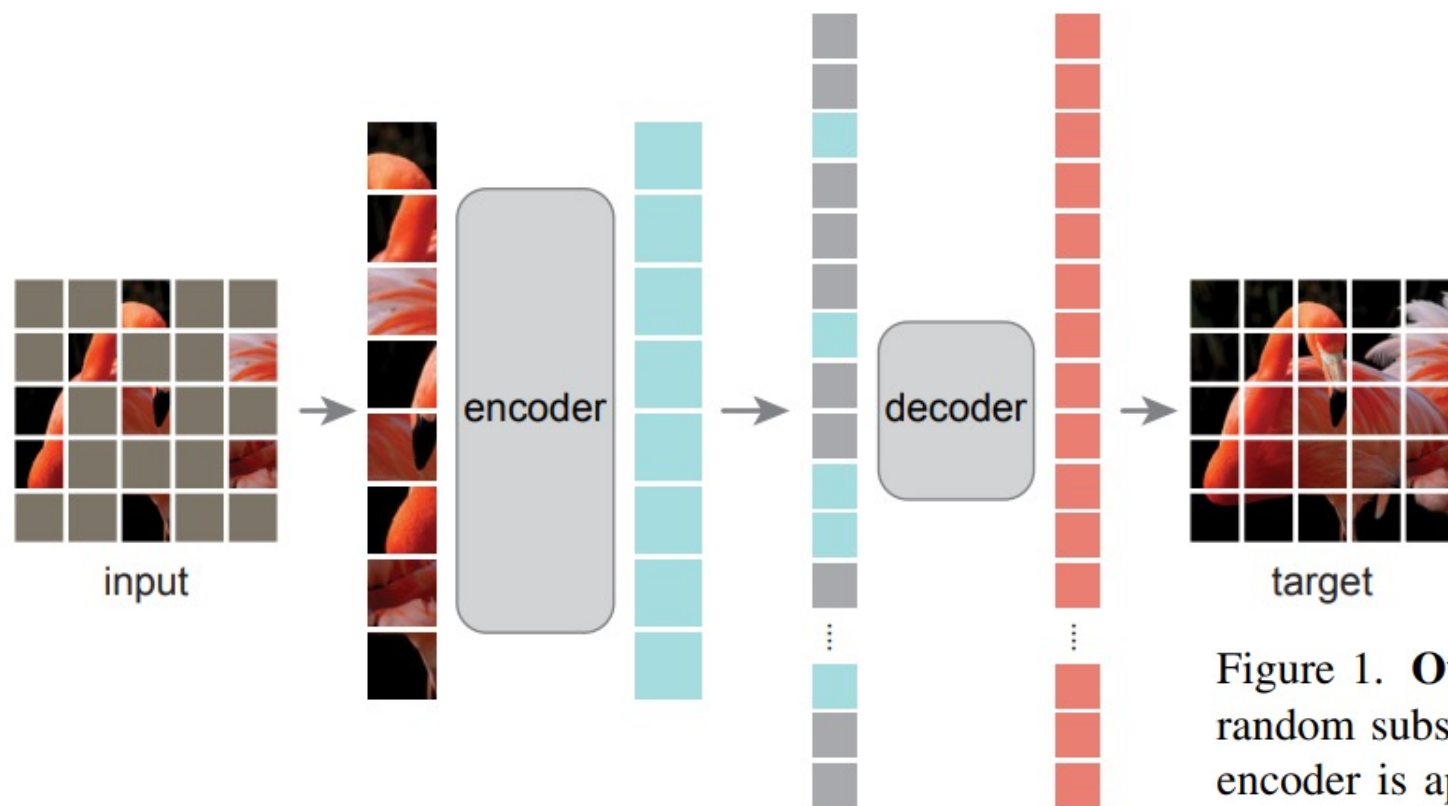 encoder
decoder
input
target
Figure 1.
random subs
encoder is